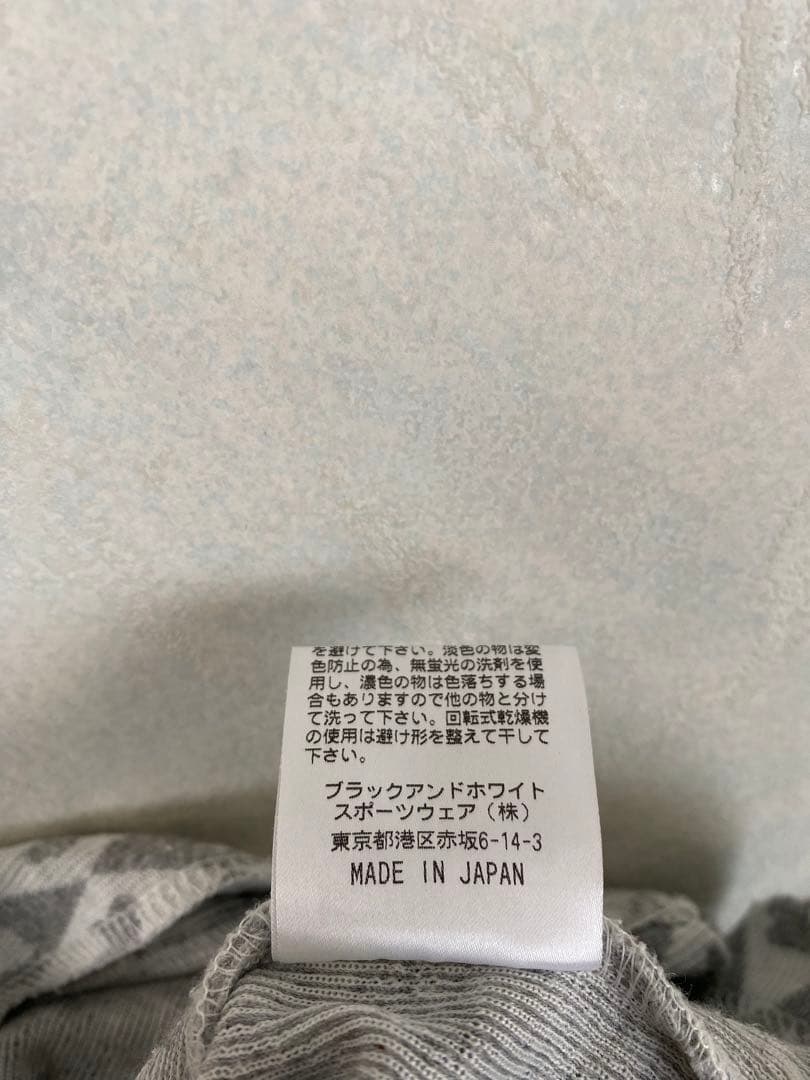 を避けて下さい。淡色の物は変
色防止の為、無蛍光の洗剤を使
用し、濃色の物は色落ちする場
合もありますので他の物と分け
て洗って下さい。回転式乾燥機
の使用は避け形を整えて干して
下さい。
ブラックアンドホワイト
スポーツウェア(株)
東京都港区赤坂6-14-3
MADE IN JAPAN